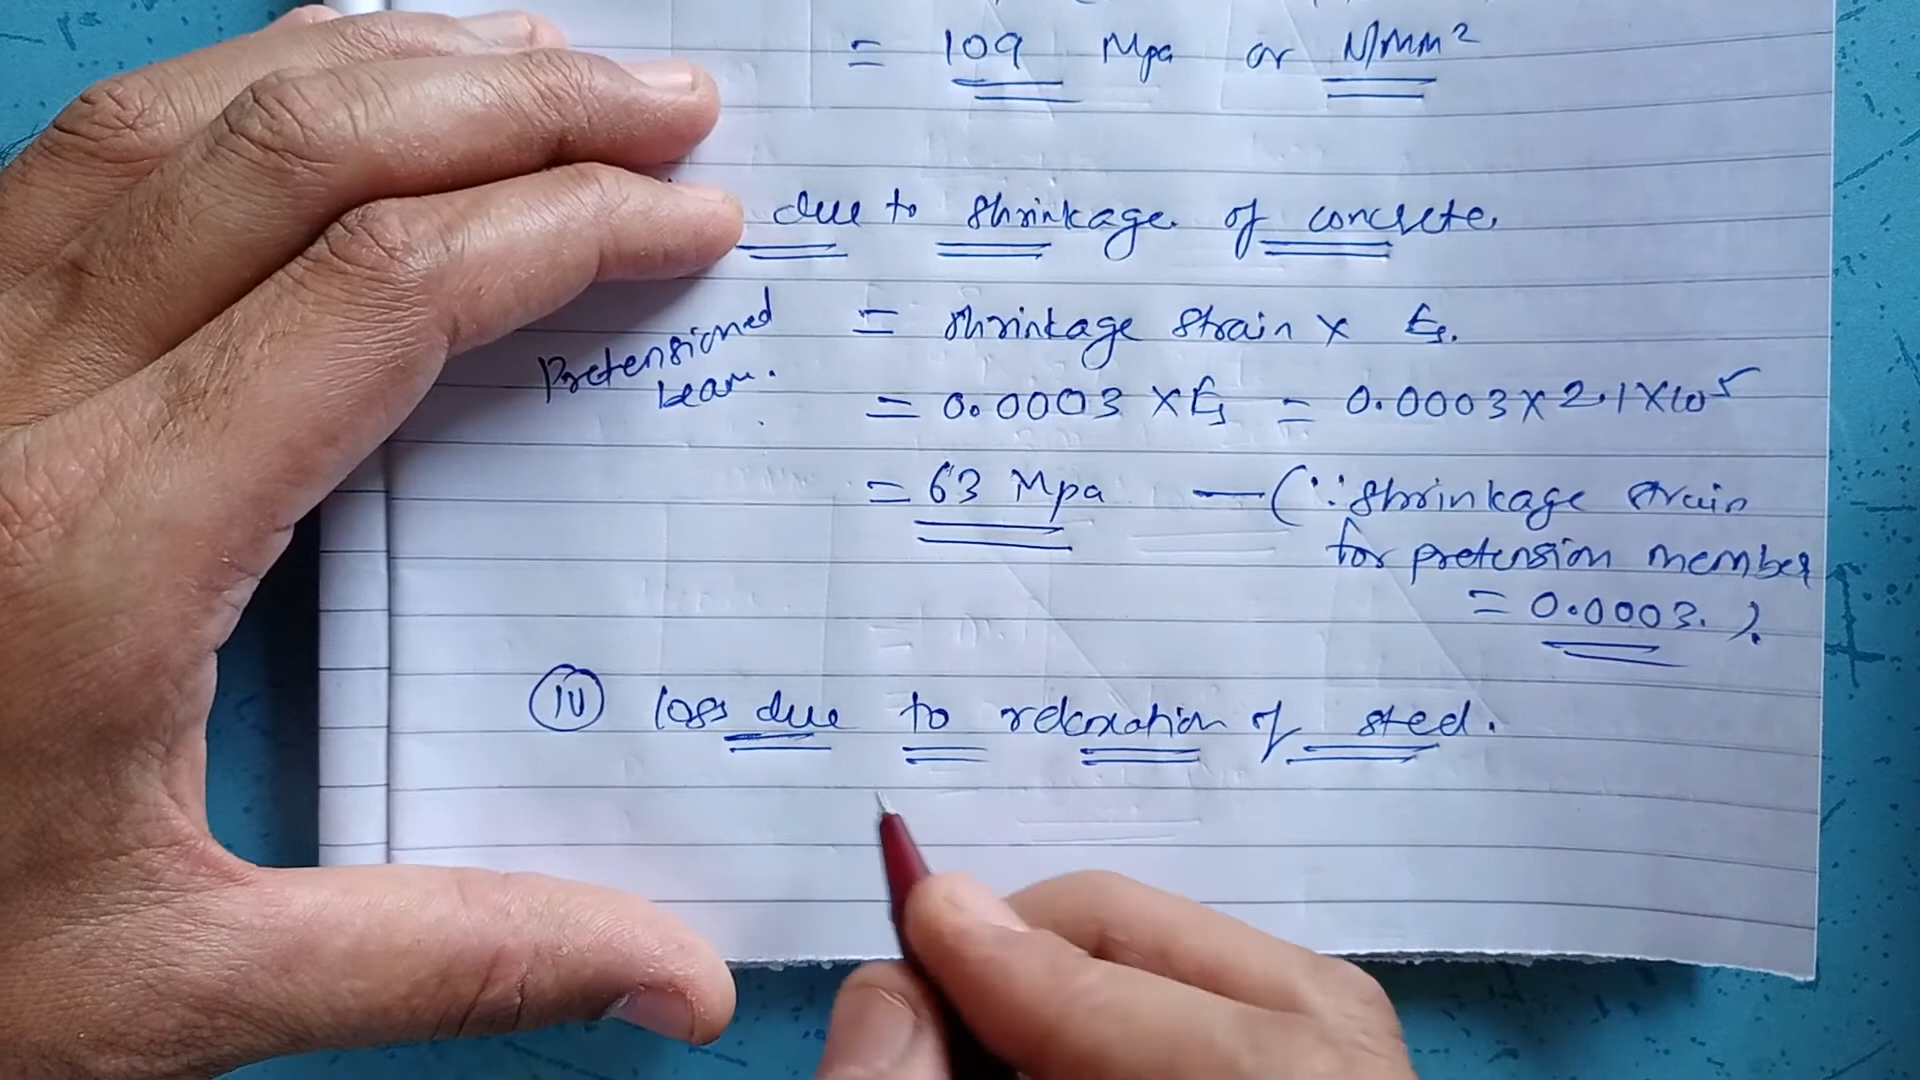 = 109 Mpa or N/mm²
due to shrinkage of concrete.
Pretensioned beam.
= shrinkage strain x Es.
= 0.0003 x Es = 0.0003 x 2.1 x 10⁵
= 63 Mpa — (∵ shrinkage strain
for pretension member
= 0.0003. ).
(iv) loss due to relaxation of steel.